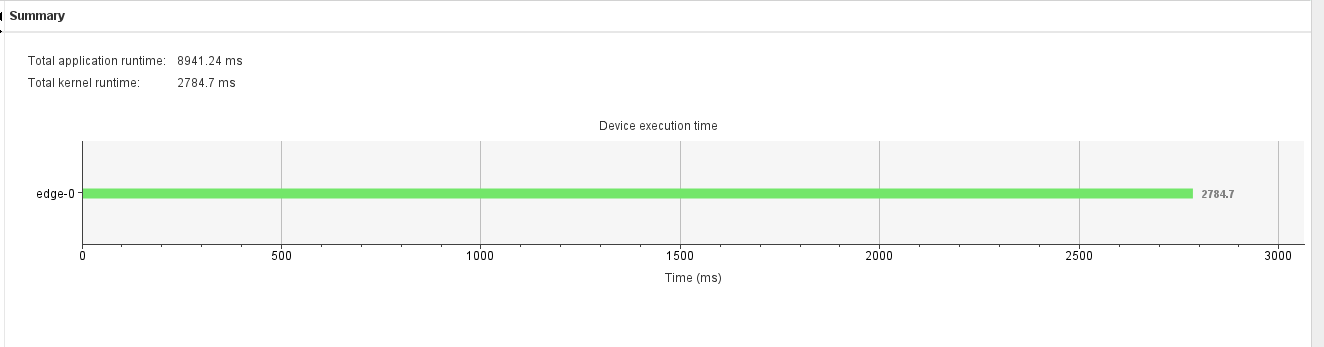 Summary
Total application runtime: 8941.24 ms
Total kernel runtime: 2784.7 ms
Device execution time
edge-0 2784.7
0 500 1000 1500 2000 2500 3000
Time (ms)